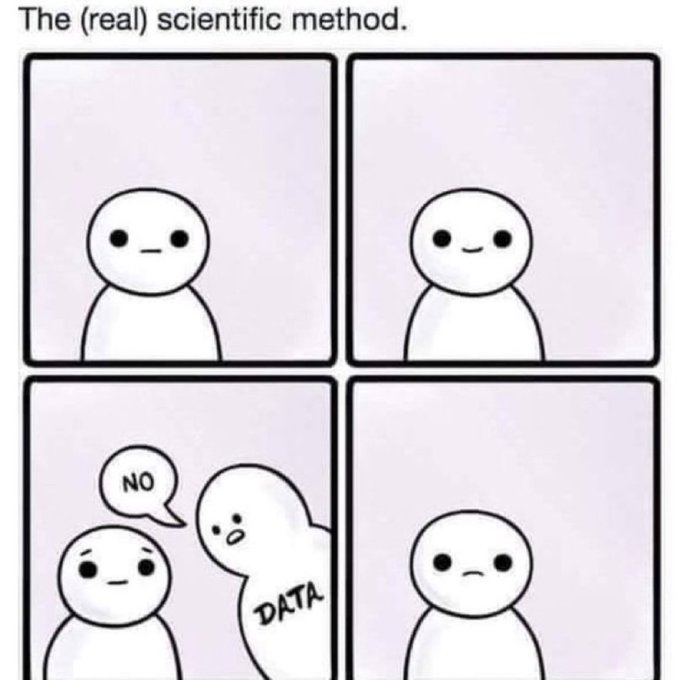 The (real) scientific method.
NO
DATA